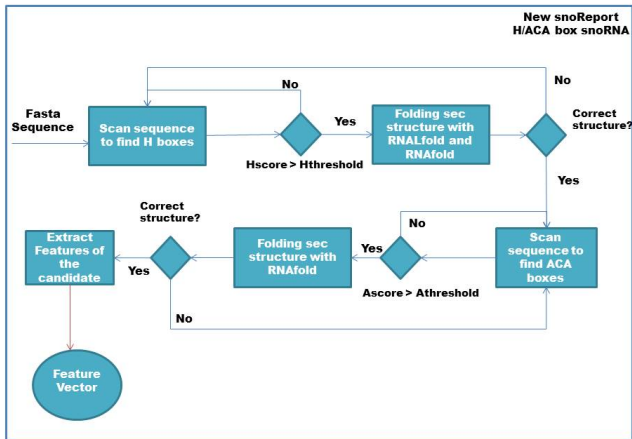 New snoReport
H/ACA box snoRNA
No
No
Fasta
Sequence
Scan sequence
to find H boxes
Yes
Folding sec
structure with
RNALfold and
RNAfold
Correct
structure?
Hscore > Hthreshold
Yes
Correct
structure?
No
Extract
Features of
the
candidate
Yes
Folding sec
structure with
RNAfold
Yes
Scan
sequence to
find ACA
boxes
Ascore > Athreshold
No
Feature
Vector